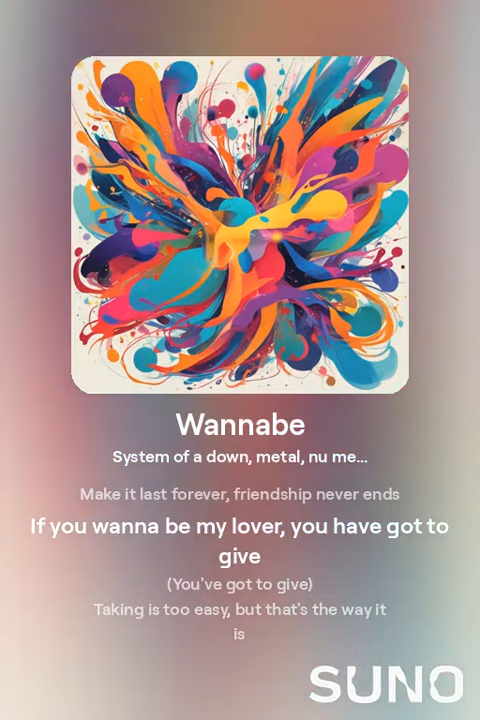 Wannabe
System of a down, metal, nu me...
Make it last forever, friendship never ends
If you wanna be my lover, you have got to
give
(You've got to give)
Taking is too easy, but that's the way it
is
SUNO